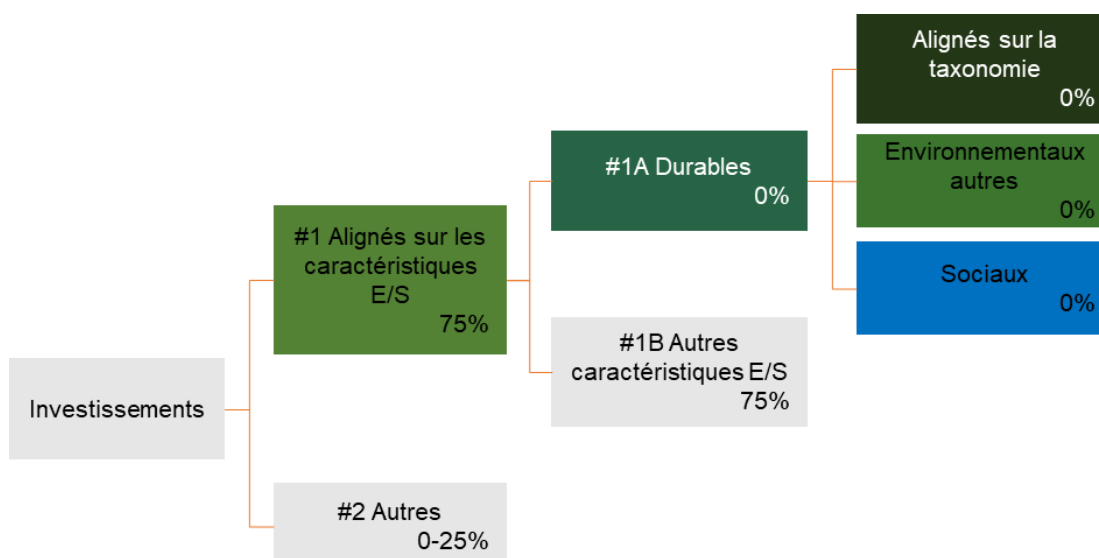 Investissements
#1 Alignés sur les
caractéristiques
E/S
75%
#2 Autres
0-25%
#1A Durables
0%
#1B Autres
caractéristiques E/S
75%
Alignés sur la
taxonomie
0%
Environnementaux
autres
0%
Sociaux
0%